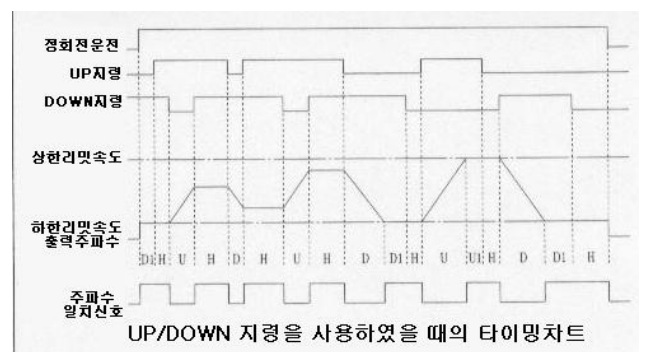 정회전운전
UP지령
DOWN지령
상한리밋속도
하한리밋속도
출력주파수
D1 H U H D H U H D D1 H U U1 H D D1 H
주파수
일치신호
UP/DOWN 지령을 사용하였을 때의 타이밍차트